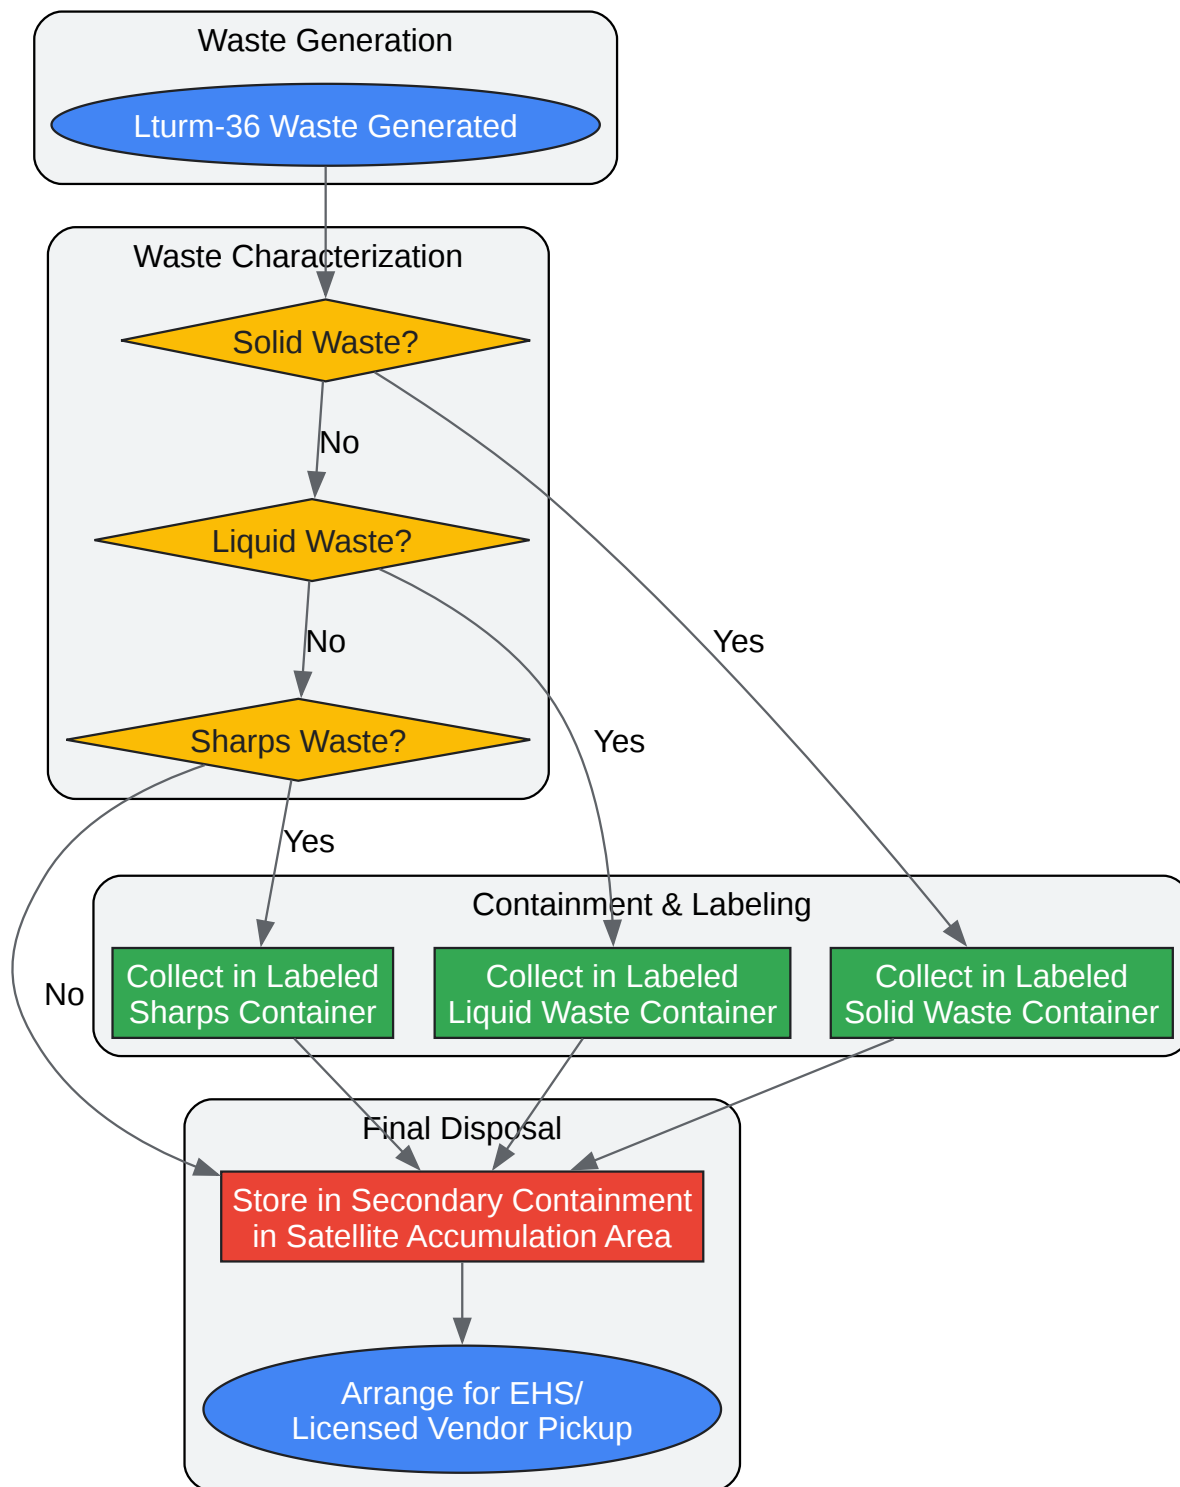 Waste Generation
Lturm-36 Waste Generated
Waste Characterization
Solid Waste?
No
Liquid Waste?
No
Yes
Sharps Waste?
Yes
Yes
Containment & Labeling
Collect in Labeled
Sharps Container
Collect in Labeled
Liquid Waste Container
Collect in Labeled
Solid Waste Container
No
Final Disposal
Store in Secondary Containment
in Satellite Accumulation Area
Arrange for EHS/
Licensed Vendor Pickup